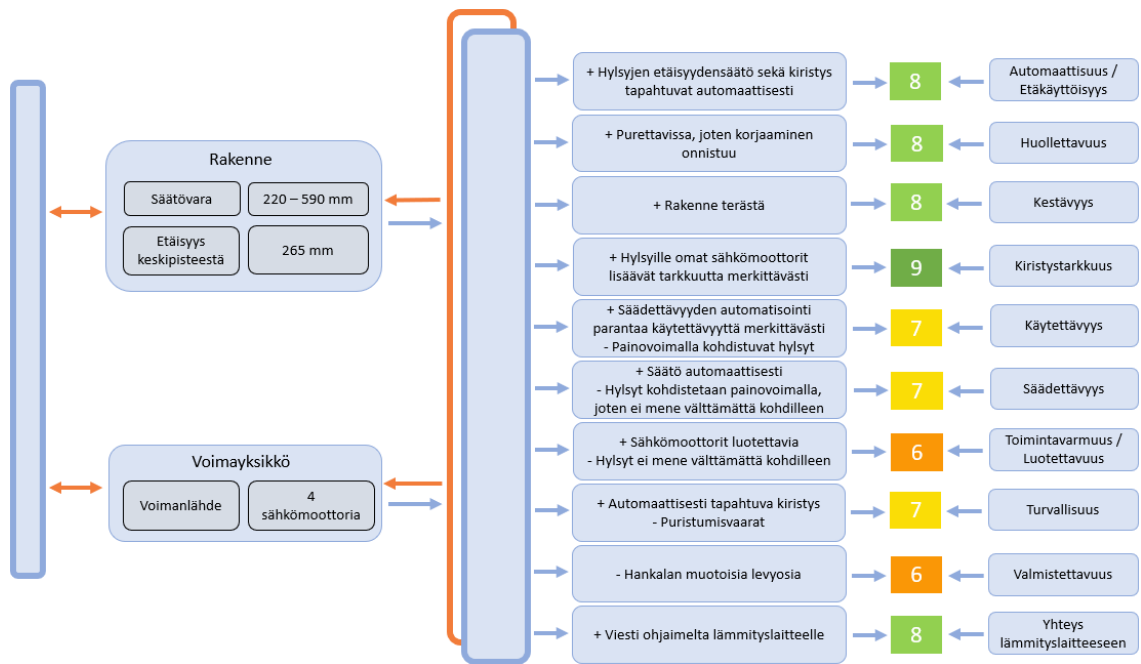 Rakenne
Säätövara
220 – 590 mm
Etäisyys
keskipisteestä
265 mm
Voimayksikkö
Voimanlähde
4
sähkömoottoria
+ Hylsyjen etäisyydensäätö sekä kiristys
tapahtuvat automaattisesti
8
Automaattisuus /
Etäkäyttöisyys
+ Purettavissa, joten korjaaminen
onnistuu
8
Huollettavuus
+ Rakenne terästä
8
Kestävyys
+ Hylsyille omat sähkömoottorit
lisäävät tarkkuutta merkittävästi
9
Kiristystarkkuus
+ Säädettävyyden automatisointi
parantaa käytettävyyttä merkittävästi
- Painovoimalla kohdistuvat hylsyt
7
Käytettävyys
+ Säätö automaattisesti
- Hylsyt kohdistetaan painovoimalla,
joten ei mene välttämättä kohdilleen
7
Säädettävyys
+ Sähkömoottorit luotettavia
- Hylsyt ei mene välttämättä kohdilleen
6
Toimintavarmuus /
Luotettavuus
+ Automaattisesti tapahtuva kiristys
- Puristumisvaarat
7
Turvallisuus
- Hankalan muotoisia levyosia
6
Valmistettavuus
+ Viesti ohjaimelta lämmityslaitteelle
8
Yhteys
lämmityslaitteeseen